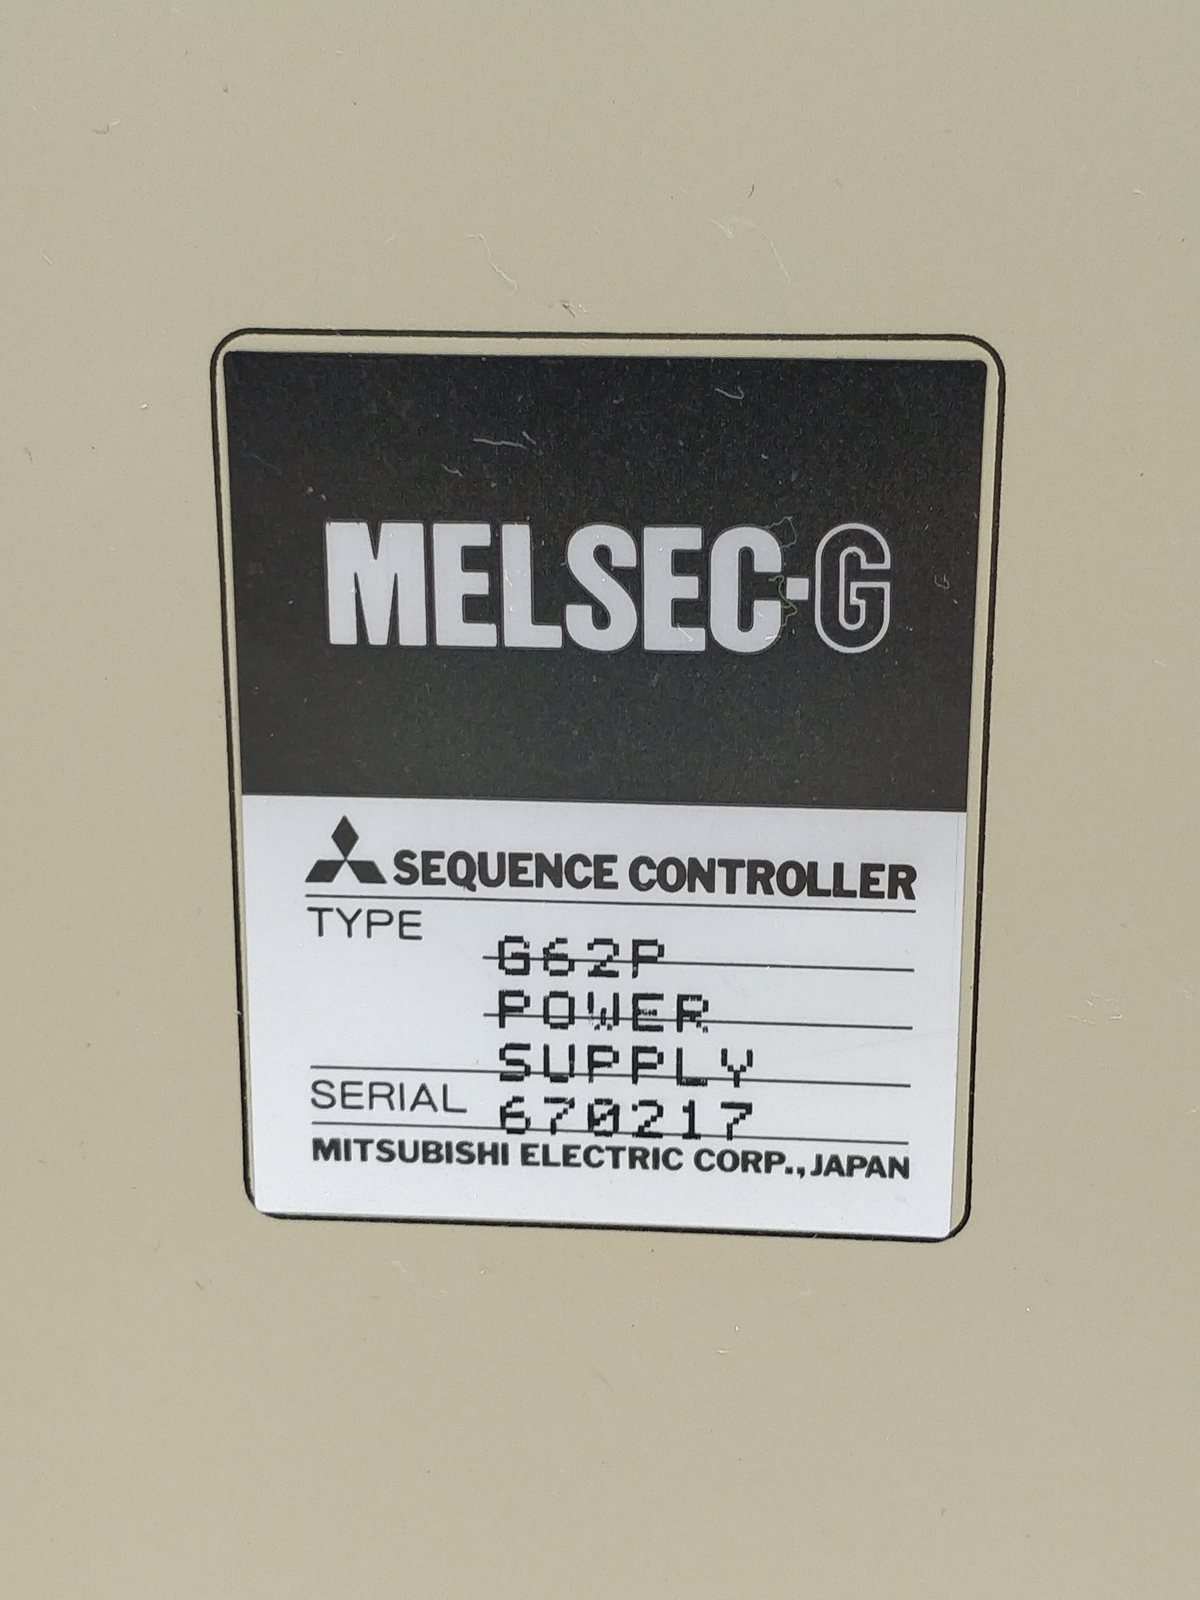 MELSEC-G
SEQUENCE CONTROLLER
TYPE G62P
POWER
SUPPLY
SERIAL 670217
MITSUBISHI ELECTRIC CORP., JAPAN